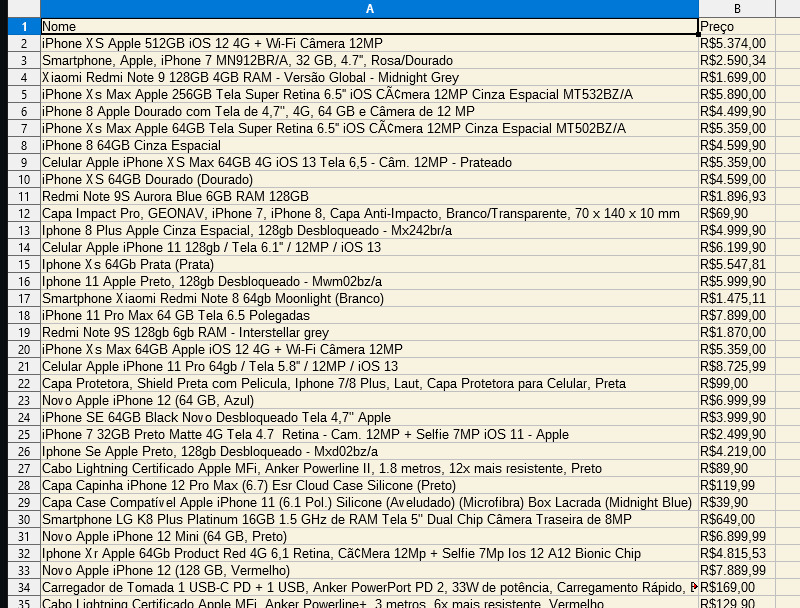 A B
1 Nome Preço
2 iPhone XS Apple 512GB iOS 12 4G + Wi-Fi Câmera 12MP R$5.374,00
3 Smartphone, Apple, iPhone 7 MN912BR/A, 32 GB, 4.7", Rosa/Dourado R$2.590,34
4 Xiaomi Redmi Note 9 128GB 4GB RAM - Versão Global - Midnight Grey R$1.699,00
5 iPhone Xs Max Apple 256GB Tela Super Retina 6.5" iOS CÃ¢mera 12MP Cinza Espacial MT532BZ/A R$5.890,00
6 iPhone 8 Apple Dourado com Tela de 4,7", 4G, 64 GB e Câmera de 12 MP R$4.499,90
7 iPhone Xs Max Apple 64GB Tela Super Retina 6.5" iOS CÃ¢mera 12MP Cinza Espacial MT502BZ/A R$5.359,00
8 iPhone 8 64GB Cinza Espacial R$4.599,90
9 Celular Apple iPhone XS Max 64GB 4G iOS 13 Tela 6,5 - Câm. 12MP - Prateado R$5.359,00
10 iPhone XS 64GB Dourado (Dourado) R$4.599,00
11 Redmi Note 9S Aurora Blue 6GB RAM 128GB R$1.896,93
12 Capa Impact Pro, GEONAV, iPhone 7, iPhone 8, Capa Anti-Impacto, Branco/Transparente, 70 x 140 x 10 mm R$69,90
13 Iphone 8 Plus Apple Cinza Espacial, 128gb Desbloqueado - Mx242br/a R$4.999,90
14 Celular Apple iPhone 11 128gb / Tela 6.1" / 12MP / iOS 13 R$6.199,90
15 Iphone Xs 64Gb Prata (Prata) R$5.547,81
16 Iphone 11 Apple Preto, 128gb Desbloqueado - Mwm02bz/a R$5.999,90
17 Smartphone Xiaomi Redmi Note 8 64gb Moonlight (Branco) R$1.475,11
18 iPhone 11 Pro Max 64 GB Tela 6.5 Polegadas R$7.899,00
19 Redmi Note 9S 128gb 6gb RAM - Interstellar grey R$1.870,00
20 iPhone Xs Max 64GB Apple iOS 12 4G + Wi-Fi Câmera 12MP R$5.359,00
21 Celular Apple iPhone 11 Pro 64gb / Tela 5.8" / 12MP / iOS 13 R$8.725,99
22 Capa Protetora, Shield Preta com Pelicula, Iphone 7/8 Plus, Laut, Capa Protetora para Celular, Preta R$99,00
23 Novo Apple iPhone 12 (64 GB, Azul) R$6.999,99
24 iPhone SE 64GB Black Novo Desbloqueado Tela 4,7" Apple R$3.999,90
25 iPhone 7 32GB Preto Matte 4G Tela 4.7  Retina - Cam. 12MP + Selfie 7MP iOS 11 - Apple R$2.499,90
26 Iphone Se Apple Preto, 128gb Desbloqueado - Mxd02bz/a R$4.219,00
27 Cabo Lightning Certificado Apple MFi, Anker Powerline II, 1.8 metros, 12x mais resistente, Preto R$89,90
28 Capa Capinha iPhone 12 Pro Max (6.7) Esr Cloud Case Silicone (Preto) R$119,99
29 Capa Case Compatível Apple iPhone 11 (6.1 Pol.) Silicone (Aveludado) (Microfibra) Box Lacrada (Midnight Blue) R$39,90
30 Smartphone LG K8 Plus Platinum 16GB 1.5 GHz de RAM Tela 5" Dual Chip Câmera Traseira de 8MP R$649,00
31 Novo Apple iPhone 12 Mini (64 GB, Preto) R$6.899,99
32 Iphone Xr Apple 64Gb Product Red 4G 6,1 Retina, Cã¢Mera 12Mp + Selfie 7Mp Ios 12 A12 Bionic Chip R$4.815,53
33 Novo Apple iPhone 12 (128 GB, Vermelho) R$7.889,99
34 Carregador de Tomada 1 USB-C PD + 1 USB, Anker PowerPort PD 2, 33W de potência, Carregamento Rápido, R$169,00
35 Cabo Lightning Certificado Apple MFi, Anker Powerline+, 3 metros, 6x mais resistente, Vermelho R$129,90